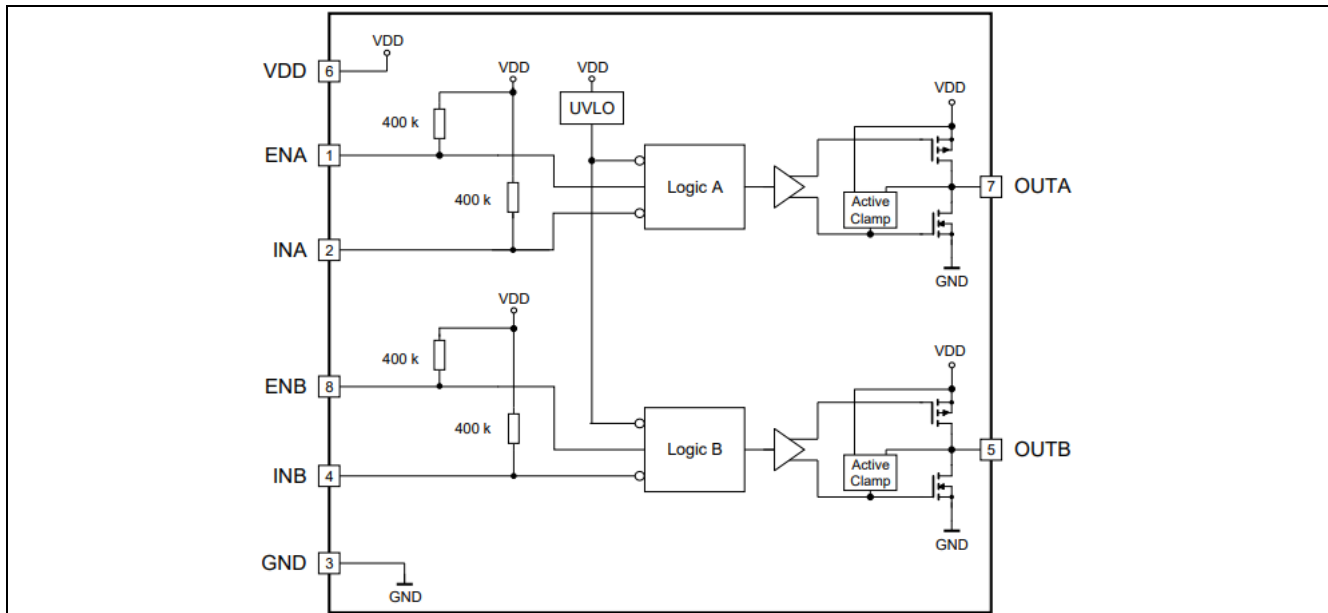 VDD
6
VDD
VDD
VDD
UVLO
VDD
400 k
ENA
1
400 k
Logic A
Active
Clamp
7
OUTA
INA
2
GND
VDD
400 k
VDD
ENB
8
400 k
Logic B
Active
Clamp
5
OUTB
INB
4
GND
GND
3
GND